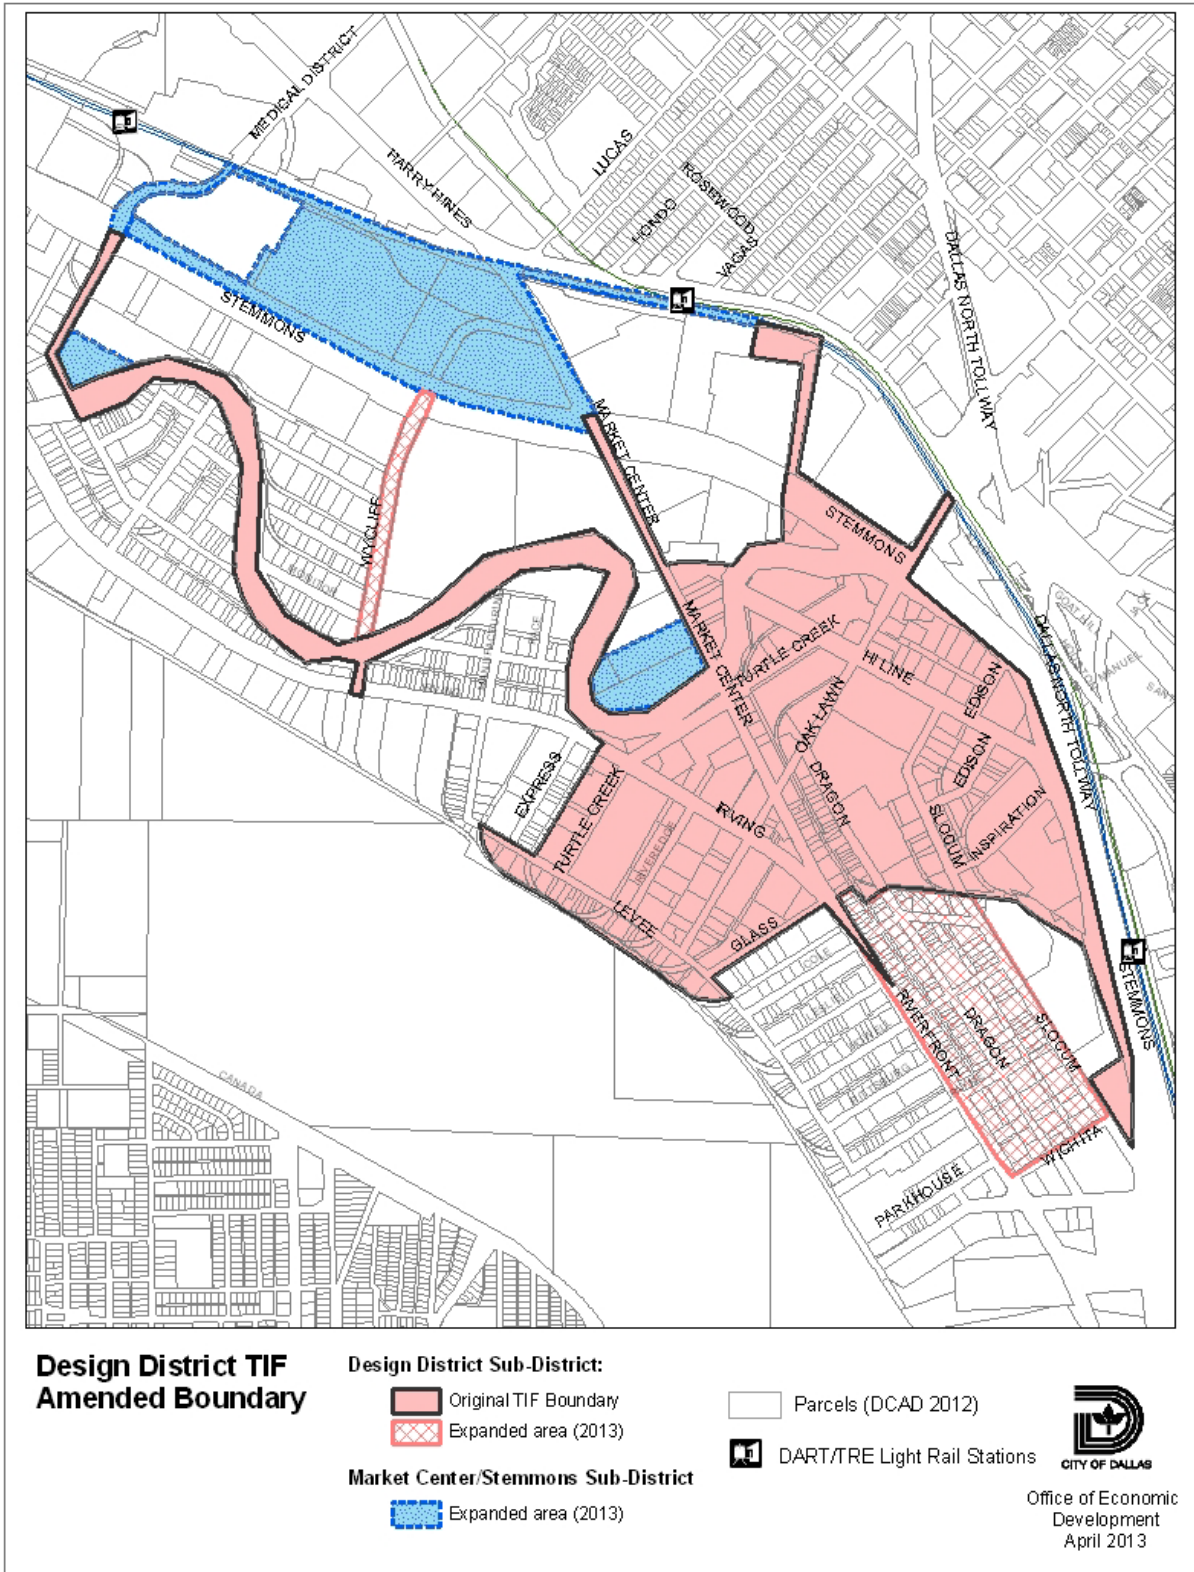 MEDICAL DISTRICT
HARRY HINES
LUCAS
ROSEWOOD
HONDO
VAGAS
DALLAS NORTH TOLLWAY
STEMMONS
MARKET CENTER
WYCLIFF
STEMMONS
MARKET CENTER
TURTLE CREEK
HI LINE
EDISON
OAK LAWN
DALLAS NORTH TOLLWAY
MANUEL
EDISON
EXPRESS
TURTLE CREEK
DRAGON
IRVING
SLOCUM
INSPIRATION
RIVEREDGE
LEVEE
GLASS
COLE
STEMMONS
RIVERFRONT
DRAGON
SLOCUM
CANADA
WICHITA
PARKHOUSE
Design District TIF
Amended Boundary
Design District Sub-District:
Original TIF Boundary
Expanded area (2013)
Market Center/Stemmons Sub-District
Expanded area (2013)
Parcels (DCAD 2012)
DART/TRE Light Rail Stations
CITY OF DALLAS
Office of Economic
Development
April 2013